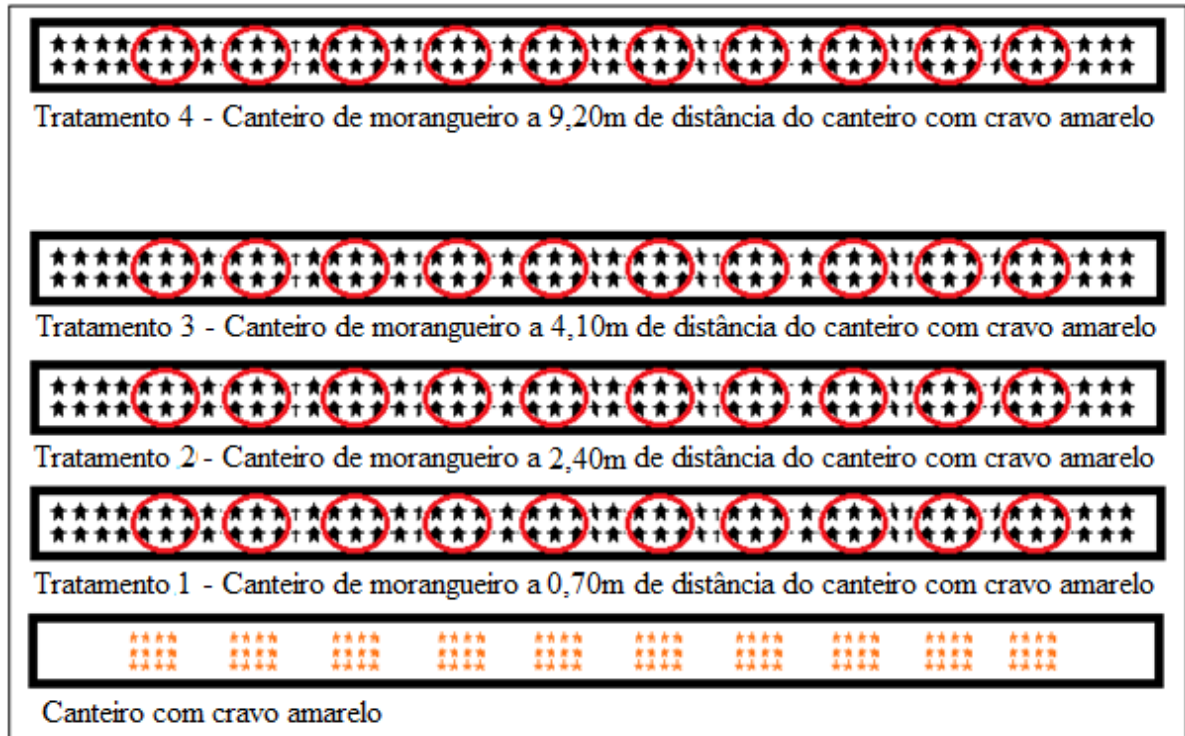 Tratamento 4 - Canteiro de morangueiro a 9,20m de distância do canteiro com cravo amarelo
Tratamento 3 - Canteiro de morangueiro a 4,10m de distância do canteiro com cravo amarelo
Tratamento 2 - Canteiro de morangueiro a 2,40m de distância do canteiro com cravo amarelo
Tratamento 1 - Canteiro de morangueiro a 0,70m de distância do canteiro com cravo amarelo
Canteiro com cravo amarelo